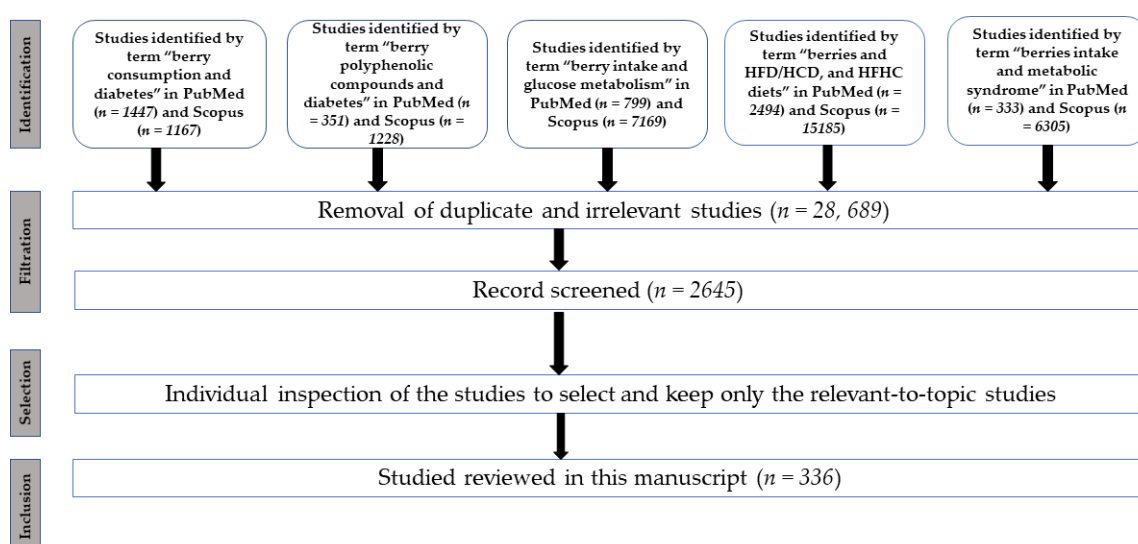 Identification
Studies identified by
term "berry
consumption and
diabetes" in PubMed
(n = 1447) and Scopus
(n = 1167)
Studies identified by
term "berry
polyphenolic
compounds and
diabetes" in PubMed (n
= 351) and Scopus (n =
1228)
Studies identified by
term "berry intake and
glucose metabolism" in
PubMed (n = 799) and
Scopus (n = 7169)
Studies identified by
term "berries and
HFD/HCD, and HFHC
diets" in PubMed (n =
2494) and Scopus (n =
15185)
Studies identified by
term "berries intake
and metabolic
syndrome" in PubMed
(n = 333) and Scopus (n
= 6305)
Filtration
Removal of duplicate and irrelevant studies (n = 28, 689)
Record screened (n = 2645)
Selection
Individual inspection of the studies to select and keep only the relevant-to-topic studies
Inclusion
Studied reviewed in this manuscript (n = 336)